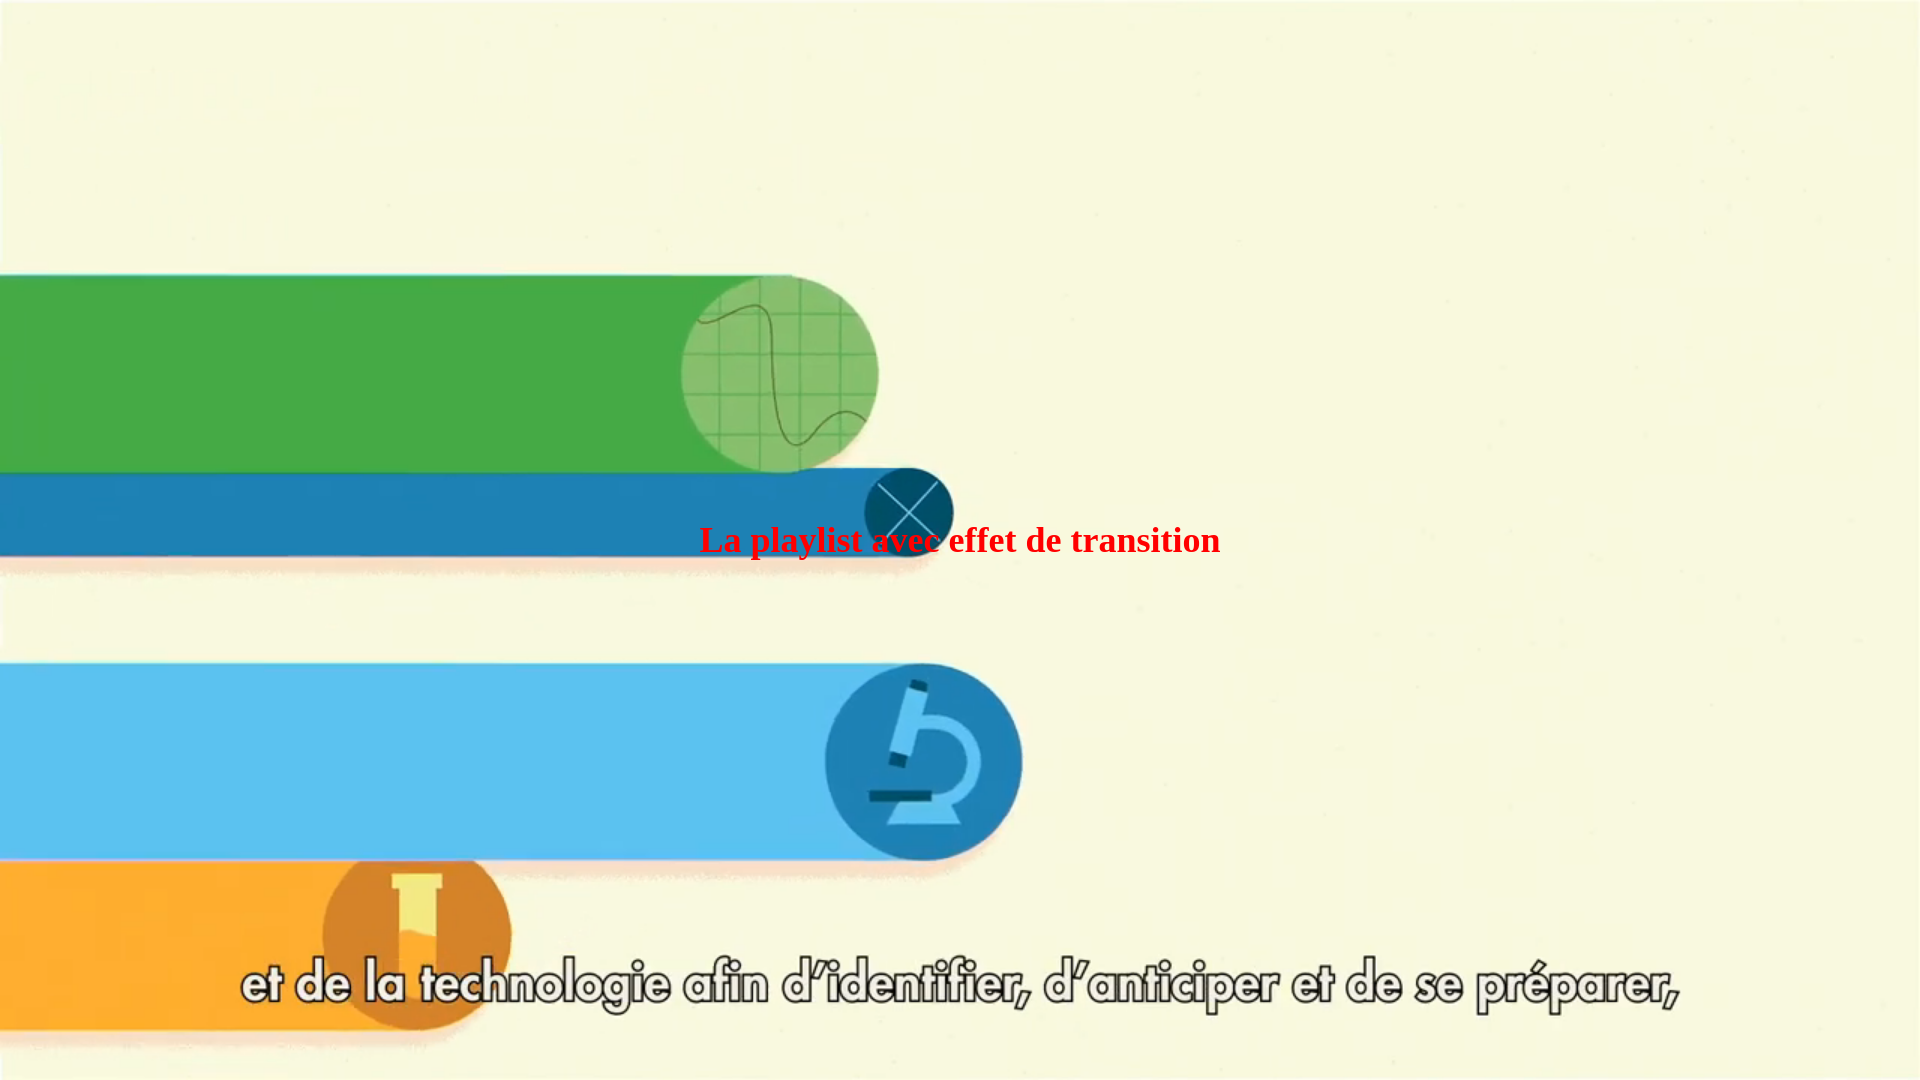 La playlist avec effet de transition
et de la technologie afin d’identifier, d’anticiper et de se préparer,